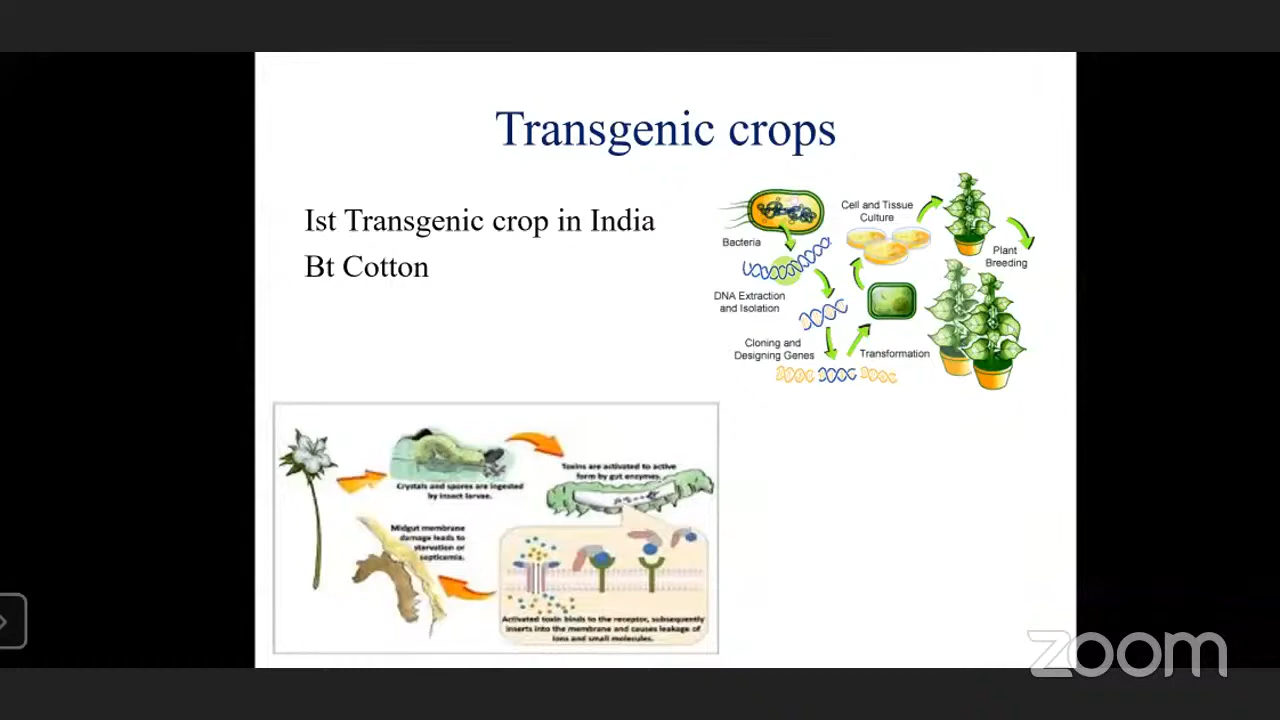 Transgenic crops
Ist Transgenic crop in India
Bt Cotton
Bacteria
DNA Extraction
and Isolation
Cloning and
Designing Genes
Cell and Tissue
Culture
Transformation
Plant
Breeding
Crystals and spores are ingested
by insect larvae.
Toxins are activated to active
form by gut enzymes.
Midgut membrane
damage leads to
starvation or
septicemia.
Activated toxin binds to the receptor, subsequently
inserts into the membrane and causes leakage of
ions and small molecules.
zoom